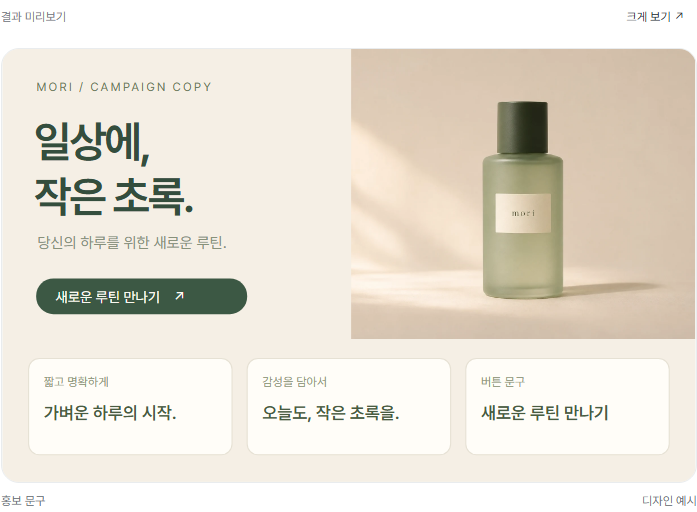 결과 미리보기
크게 보기 ↗
MORI / CAMPAIGN COPY
일상에,
작은 초록.
당신의 하루를 위한 새로운 루틴.
새로운 루틴 만나기 ↗
mori
짧고 명확하게
가벼운 하루의 시작.
감성을 담아서
오늘도, 작은 초록을.
버튼 문구
새로운 루틴 만나기
홍보 문구
디자인 예시